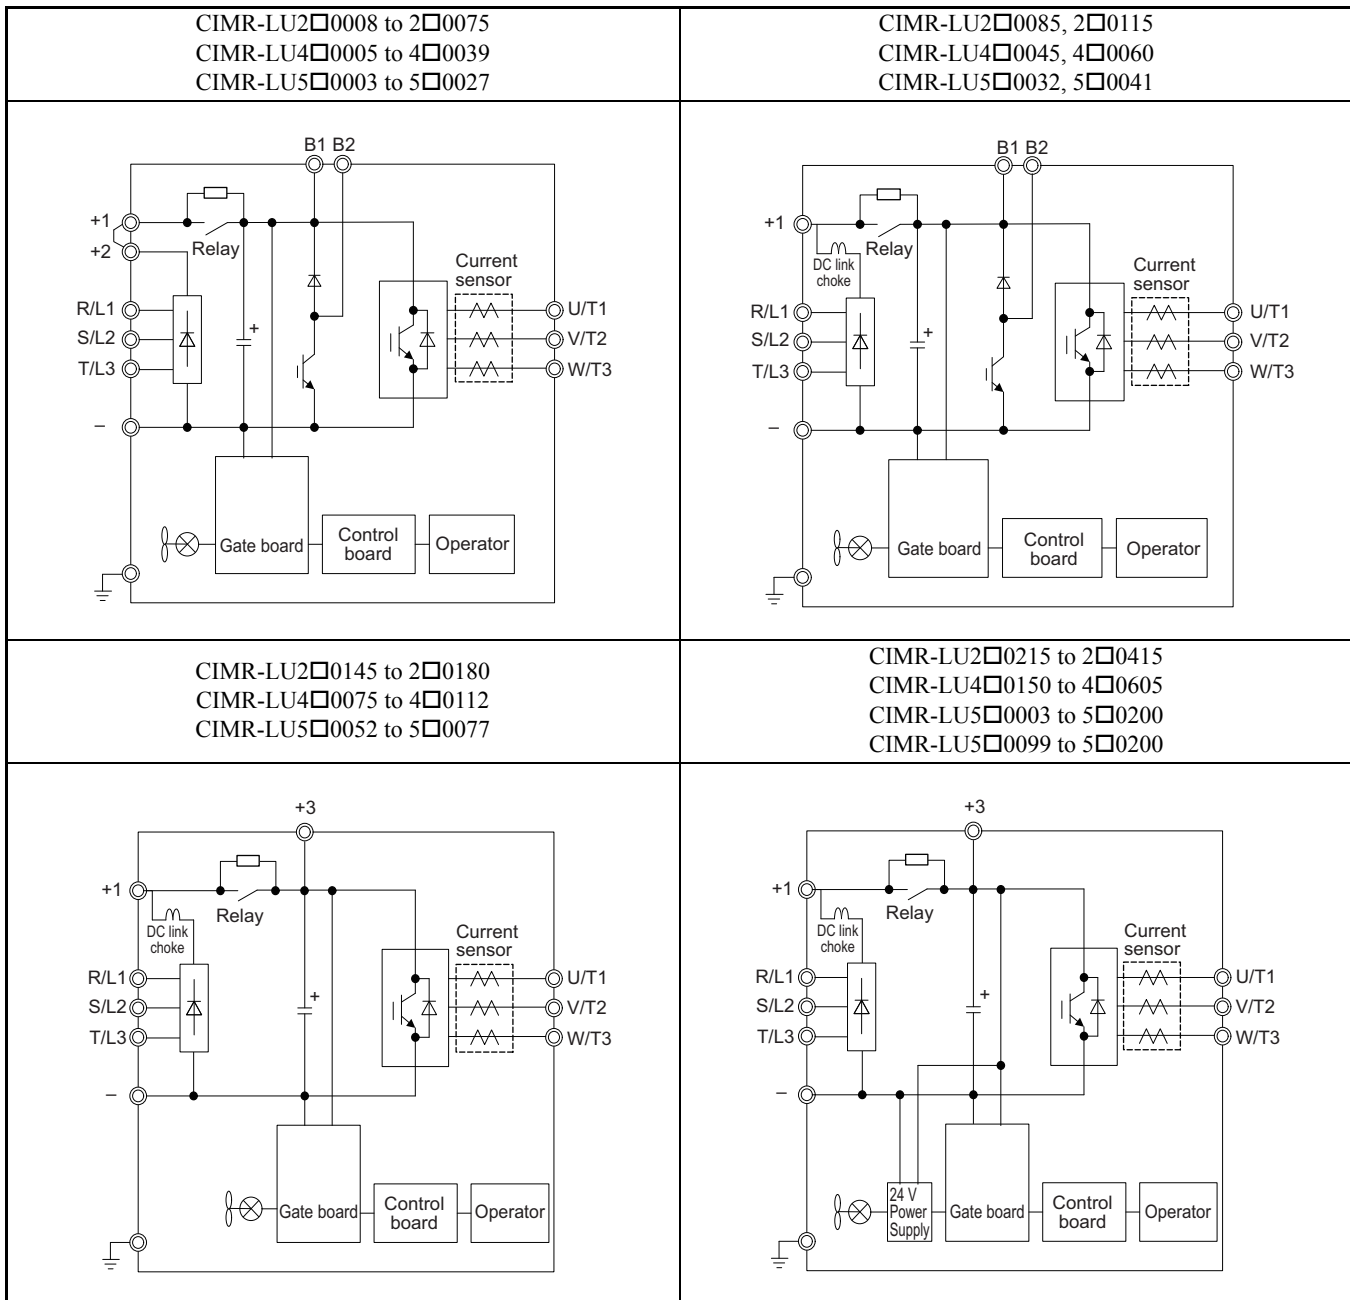 CIMR-LU2□0008 to 2□0075
CIMR-LU4□0005 to 4□0039
CIMR-LU5□0003 to 5□0027
CIMR-LU2□0085, 2□0115
CIMR-LU4□0045, 4□0060
CIMR-LU5□0032, 5□0041
B1 B2
+1
Relay
+2
Current
sensor
R/L1
U/T1
+
S/L2
V/T2
T/L3
W/T3
–
Gate board
Control
board
Operator
B1 B2
+1
Relay
DC link
choke
Current
sensor
R/L1
U/T1
+
S/L2
V/T2
T/L3
W/T3
–
Gate board
Control
board
Operator
CIMR-LU2□0145 to 2□0180
CIMR-LU4□0075 to 4□0112
CIMR-LU5□0052 to 5□0077
CIMR-LU2□0215 to 2□0415
CIMR-LU4□0150 to 4□0605
CIMR-LU5□0003 to 5□0200
CIMR-LU5□0099 to 5□0200
+3
+1
Relay
DC link
choke
Current
sensor
R/L1
U/T1
+
S/L2
V/T2
T/L3
W/T3
–
Gate board
Control
board
Operator
+3
+1
Relay
DC link
choke
Current
sensor
R/L1
U/T1
+
S/L2
V/T2
T/L3
W/T3
–
24 V
Power
Supply
Gate board
Control
board
Operator